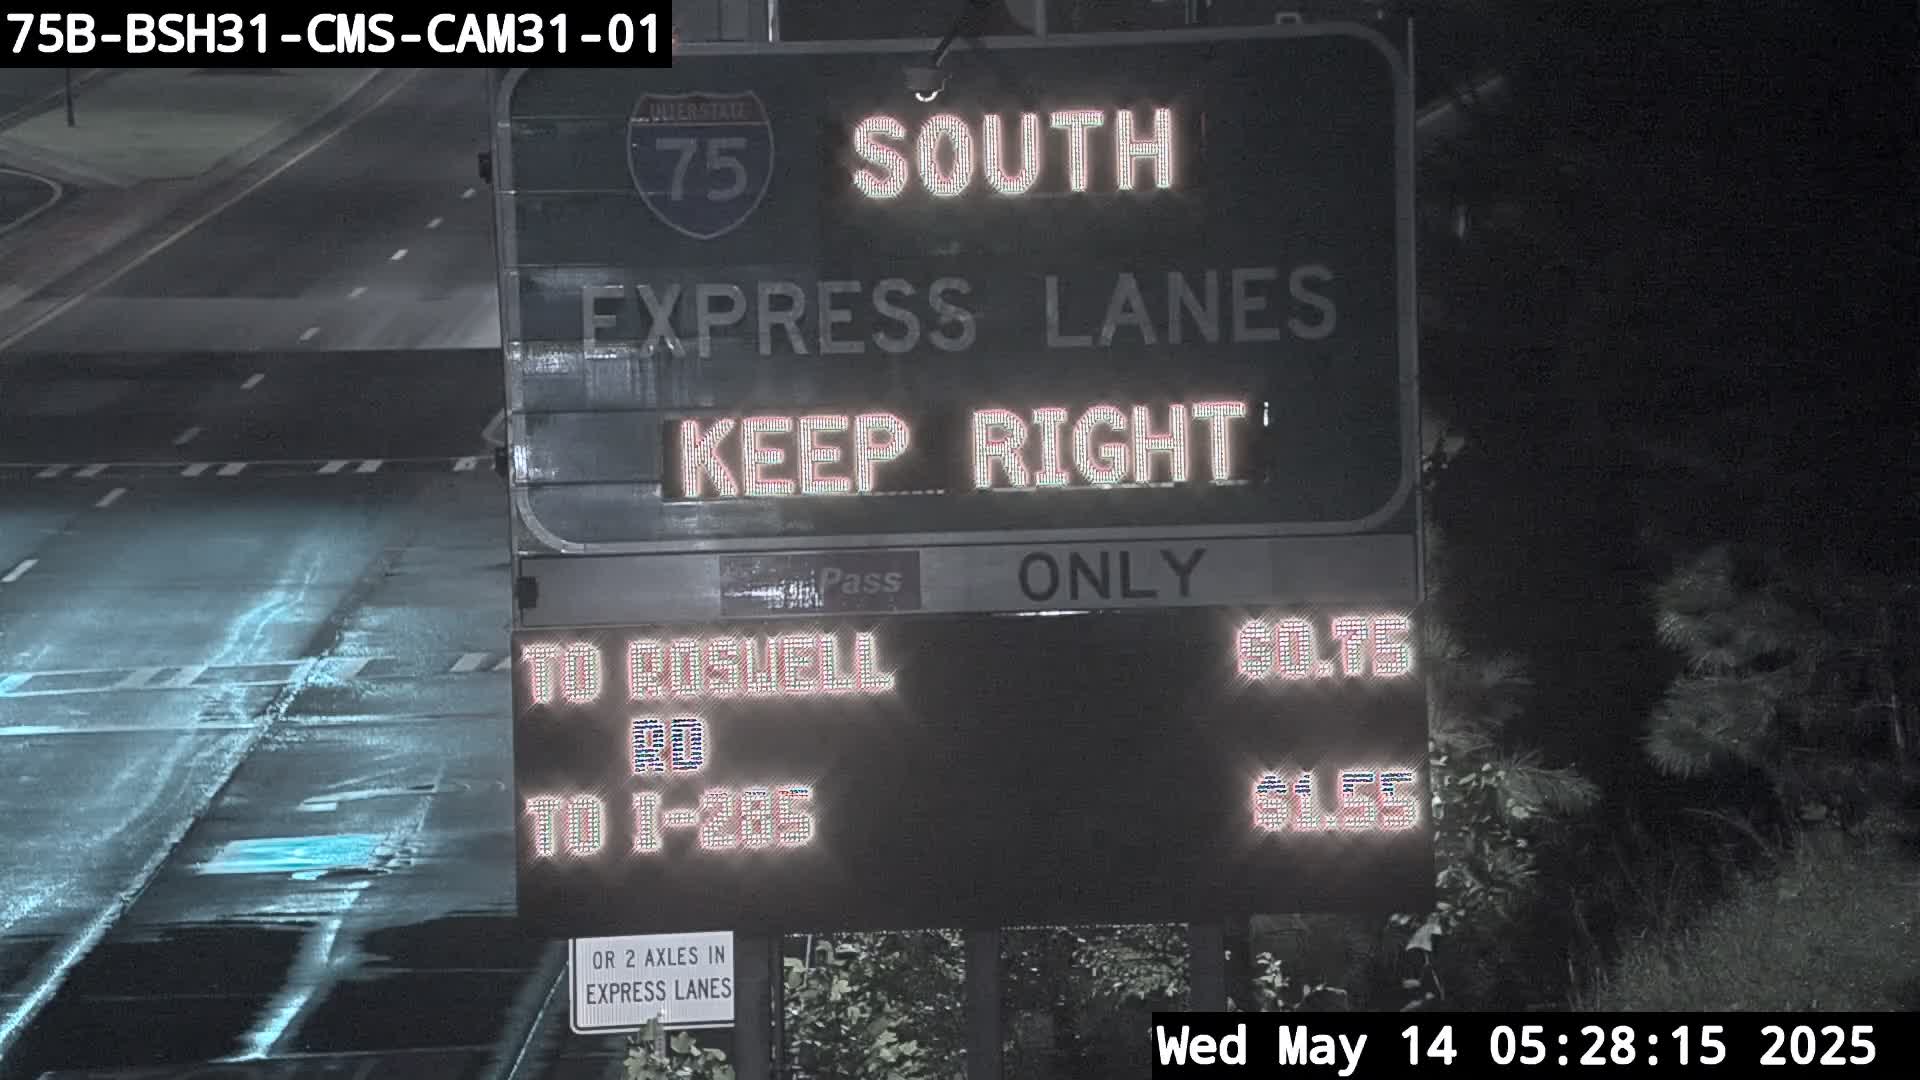 75B-BSH31-CMS-CAM31-01
INTERSTATE
75
SOUTH
EXPRESS LANES
KEEP RIGHT
Pass ONLY
TO ROSWELL $0.75
RD
TO I-285 $1.55
OR 2 AXLES IN
EXPRESS LANES
Wed May 14 05:28:15 2025